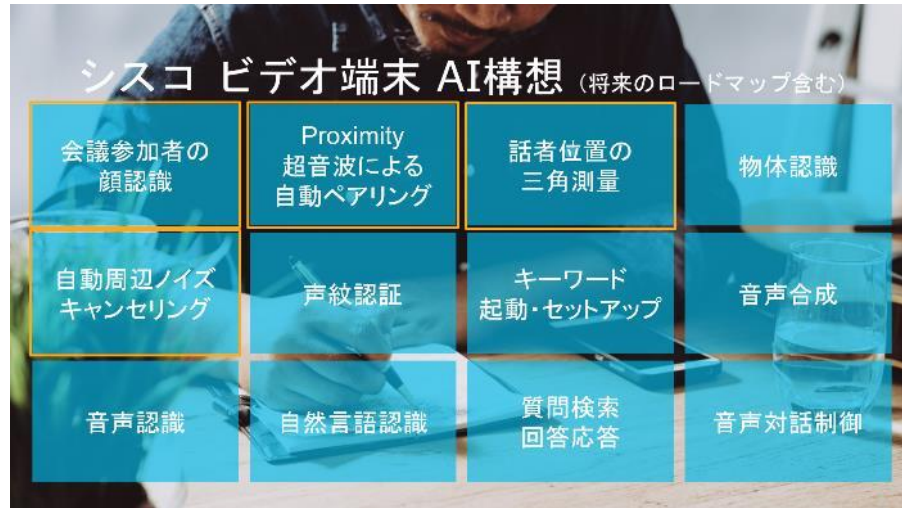 シスコ ビデオ端末 AI構想 (将来のロードマップ含む)
会議参加者の
顔認識
Proximity
超音波による
自動ペアリング
話者位置の
三角測量
物体認識
自動周辺ノイズ
キャンセリング
声紋認証
キーワード
起動・セットアップ
音声合成
音声認識
自然言語認識
質問検索
回答応答
音声対話制御